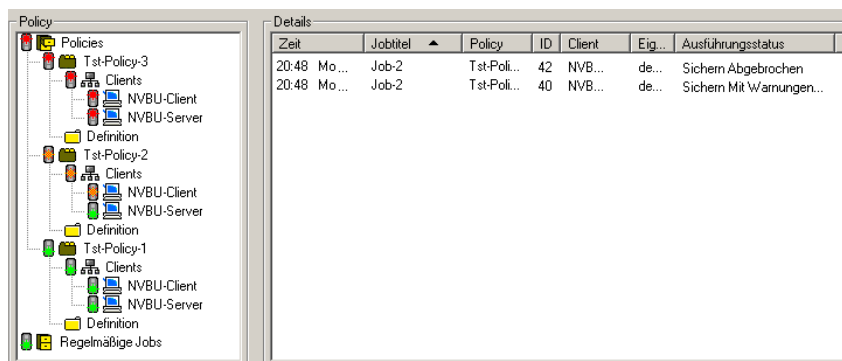 Policy
Policies
Tst-Policy-3
Clients
NVBU-Client
NVBU-Server
Definition
Tst-Policy-2
Clients
NVBU-Client
NVBU-Server
Definition
Tst-Policy-1
Clients
NVBU-Client
NVBU-Server
Definition
Regelmäßige Jobs
Details
Zeit Jobtitel Policy ID Client Eig... Ausführungsstatus
20:48 Mo... Job-2 Tst-Poli... 42 NVB... de... Sichern Abgebrochen
20:48 Mo... Job-2 Tst-Poli... 40 NVB... de... Sichern Mit Warnungen...